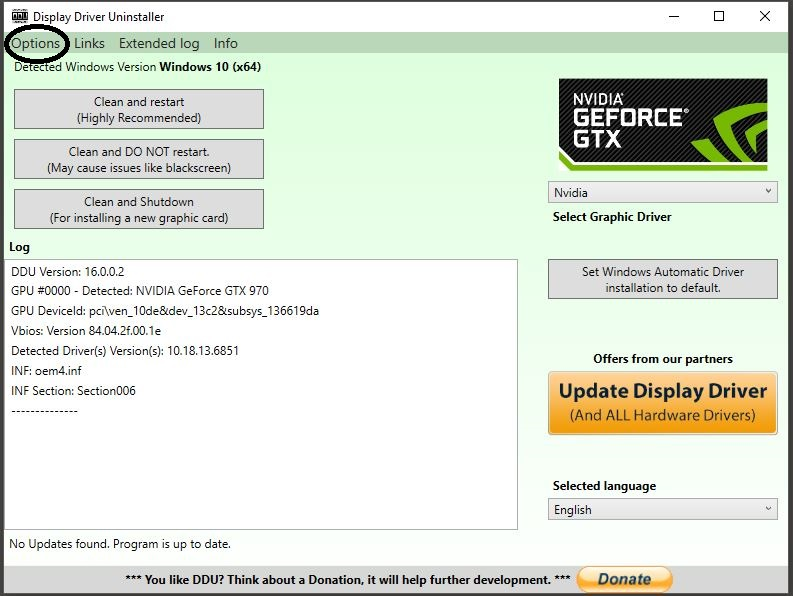 Display Driver Uninstaller
Options Links Extended log Info
Detected Windows Version Windows 10 (x64)
Clean and restart
(Highly Recommended)
Clean and DO NOT restart.
(May cause issues like blackscreen)
Clean and Shutdown
(For installing a new graphic card)
NVIDIA
GEFORCE®
GTX
Nvidia
Select Graphic Driver
Set Windows Automatic Driver
installation to default.
Log
DDU Version: 16.0.0.2
GPU #0000 - Detected: NVIDIA GeForce GTX 970
GPU DeviceId: pci\ven_10de&dev_13c2&subsys_136619da
Vbios: Version 84.04.2f.00.1e
Detected Driver(s) Version(s): 10.18.13.6851
INF: oem4.inf
INF Section: Section006
--------------
Offers from our partners
Update Display Driver
(And ALL Hardware Drivers)
Selected language
English
No Updates found. Program is up to date.
*** You like DDU? Think about a Donation, it will help further development. ***
Donate